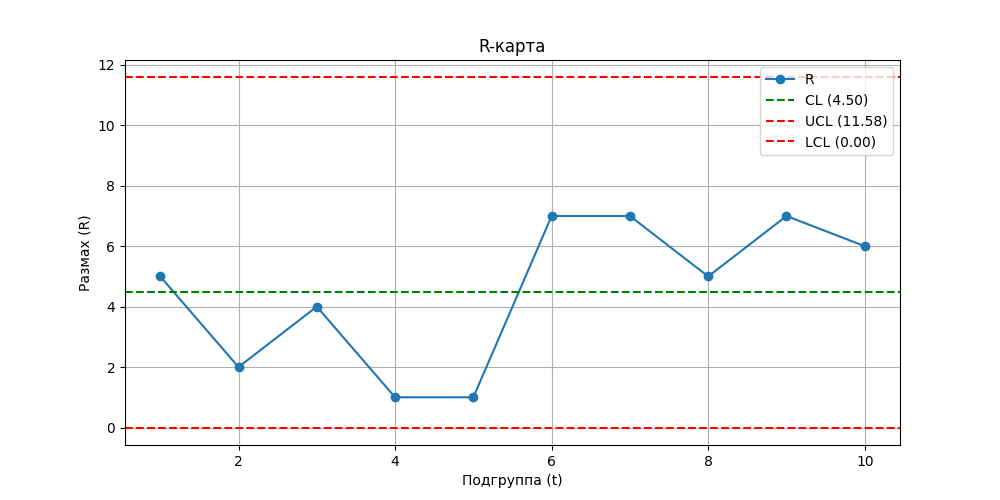 R-карта
Размах (R)
12
10
8
6
4
2
0
R
CL (4.50)
UCL (11.58)
LCL (0.00)
2
4
6
8
10
Подгруппа (t)